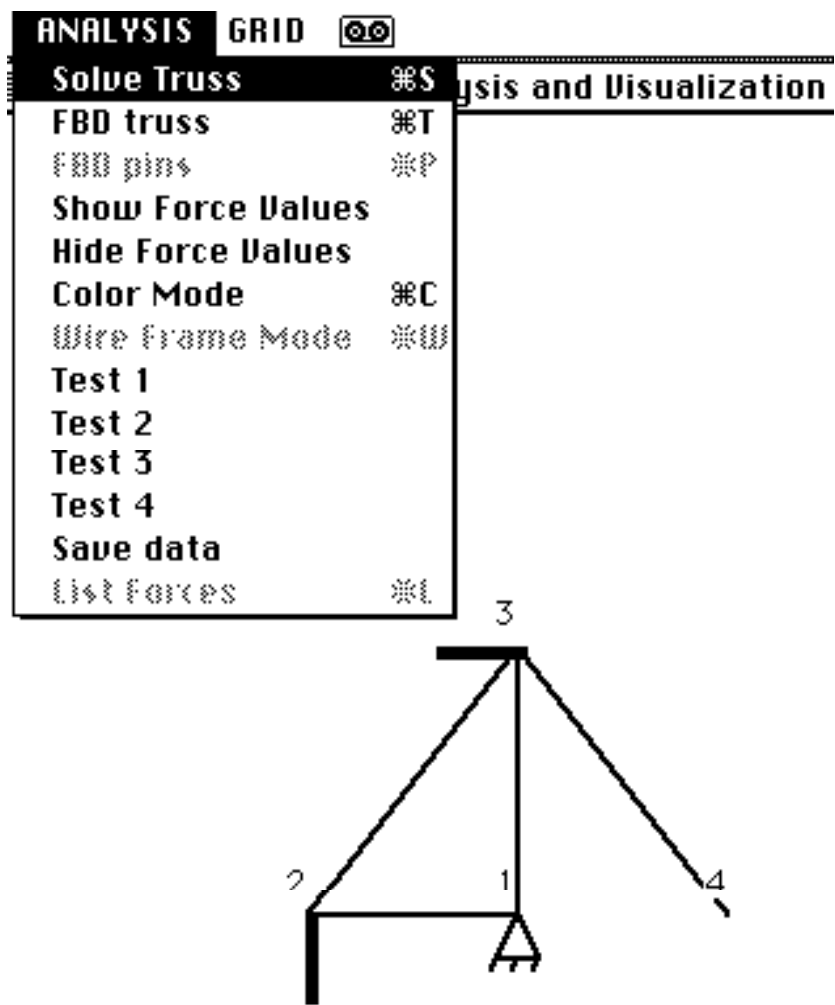 ANALYSIS GRID
Solve Truss ⌘S
ysis and Visualization
FBD truss ⌘T
FBD pins ⌘P
Show Force Values
Hide Force Values
Color Mode ⌘C
Wire Frame Mode ⌘W
Test 1
Test 2
Test 3
Test 4
Save data
List Forces ⌘L
3
2 1 4